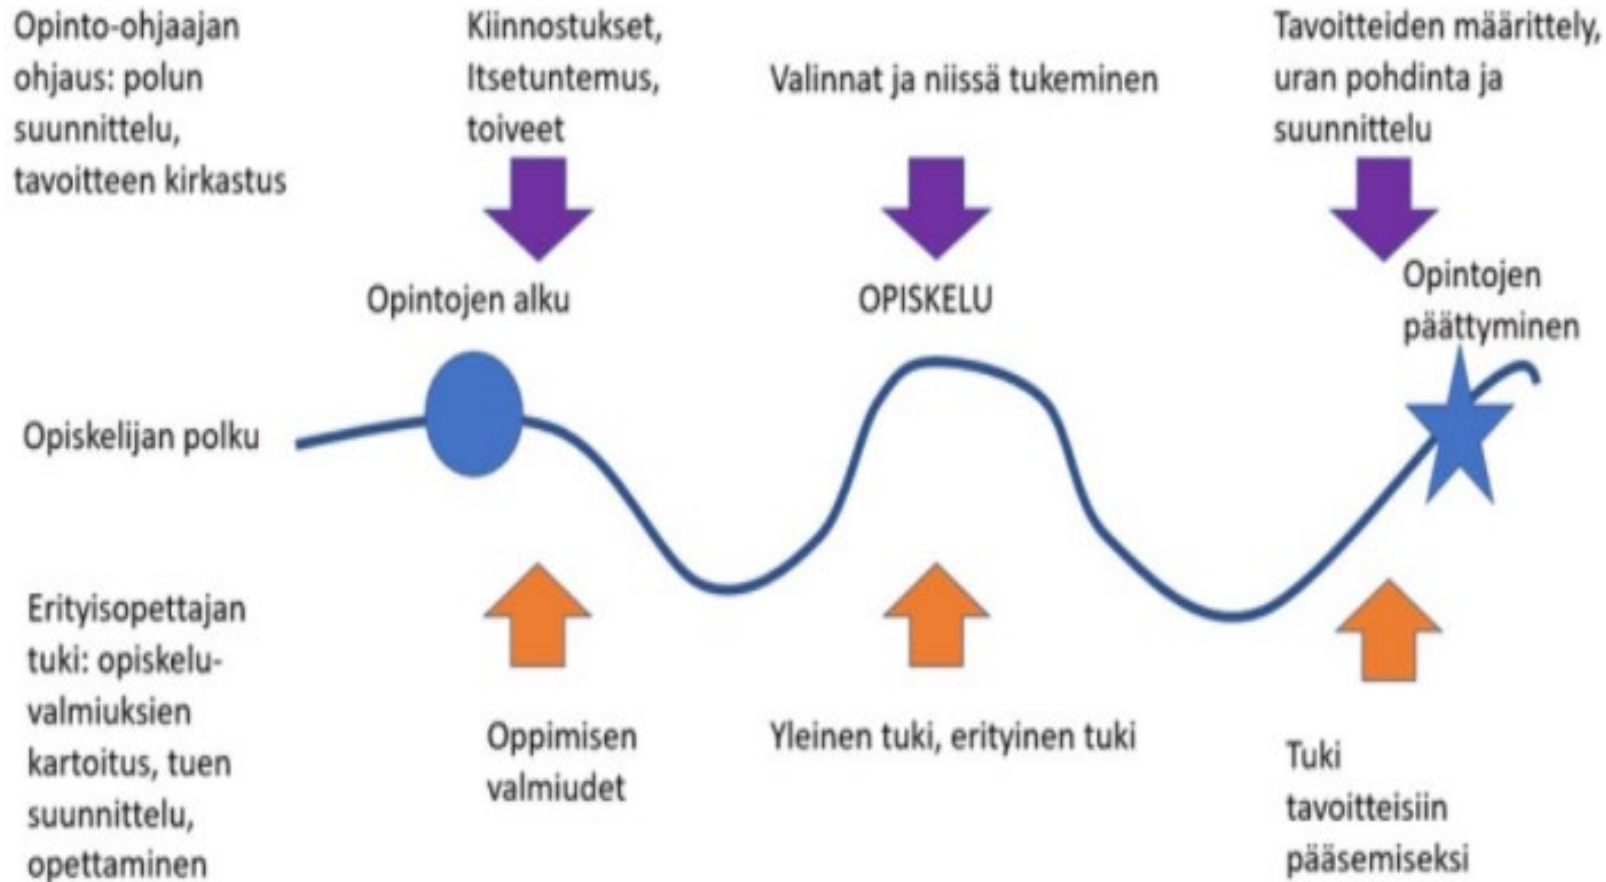 Opinto-ohjaajan
ohjaus: polun
suunnittelu,
tavoitteen kirkastus
Kiinnostukset,
Itsetuntemus,
toiveet
Valinnat ja niissä tukeminen
Tavoitteiden määrittely,
uran pohdinta ja
suunnittelu
Opintojen alku
OPISKELU
Opintojen
päättyminen
Opiskelijan polku
Erityisopettajan
tuki: opiskelu-
valmiuksien
kartoitus, tuen
suunnittelu,
opettaminen
Oppimisen
valmiudet
Yleinen tuki, erityinen tuki
Tuki
tavoitteisiin
pääsemiseksi